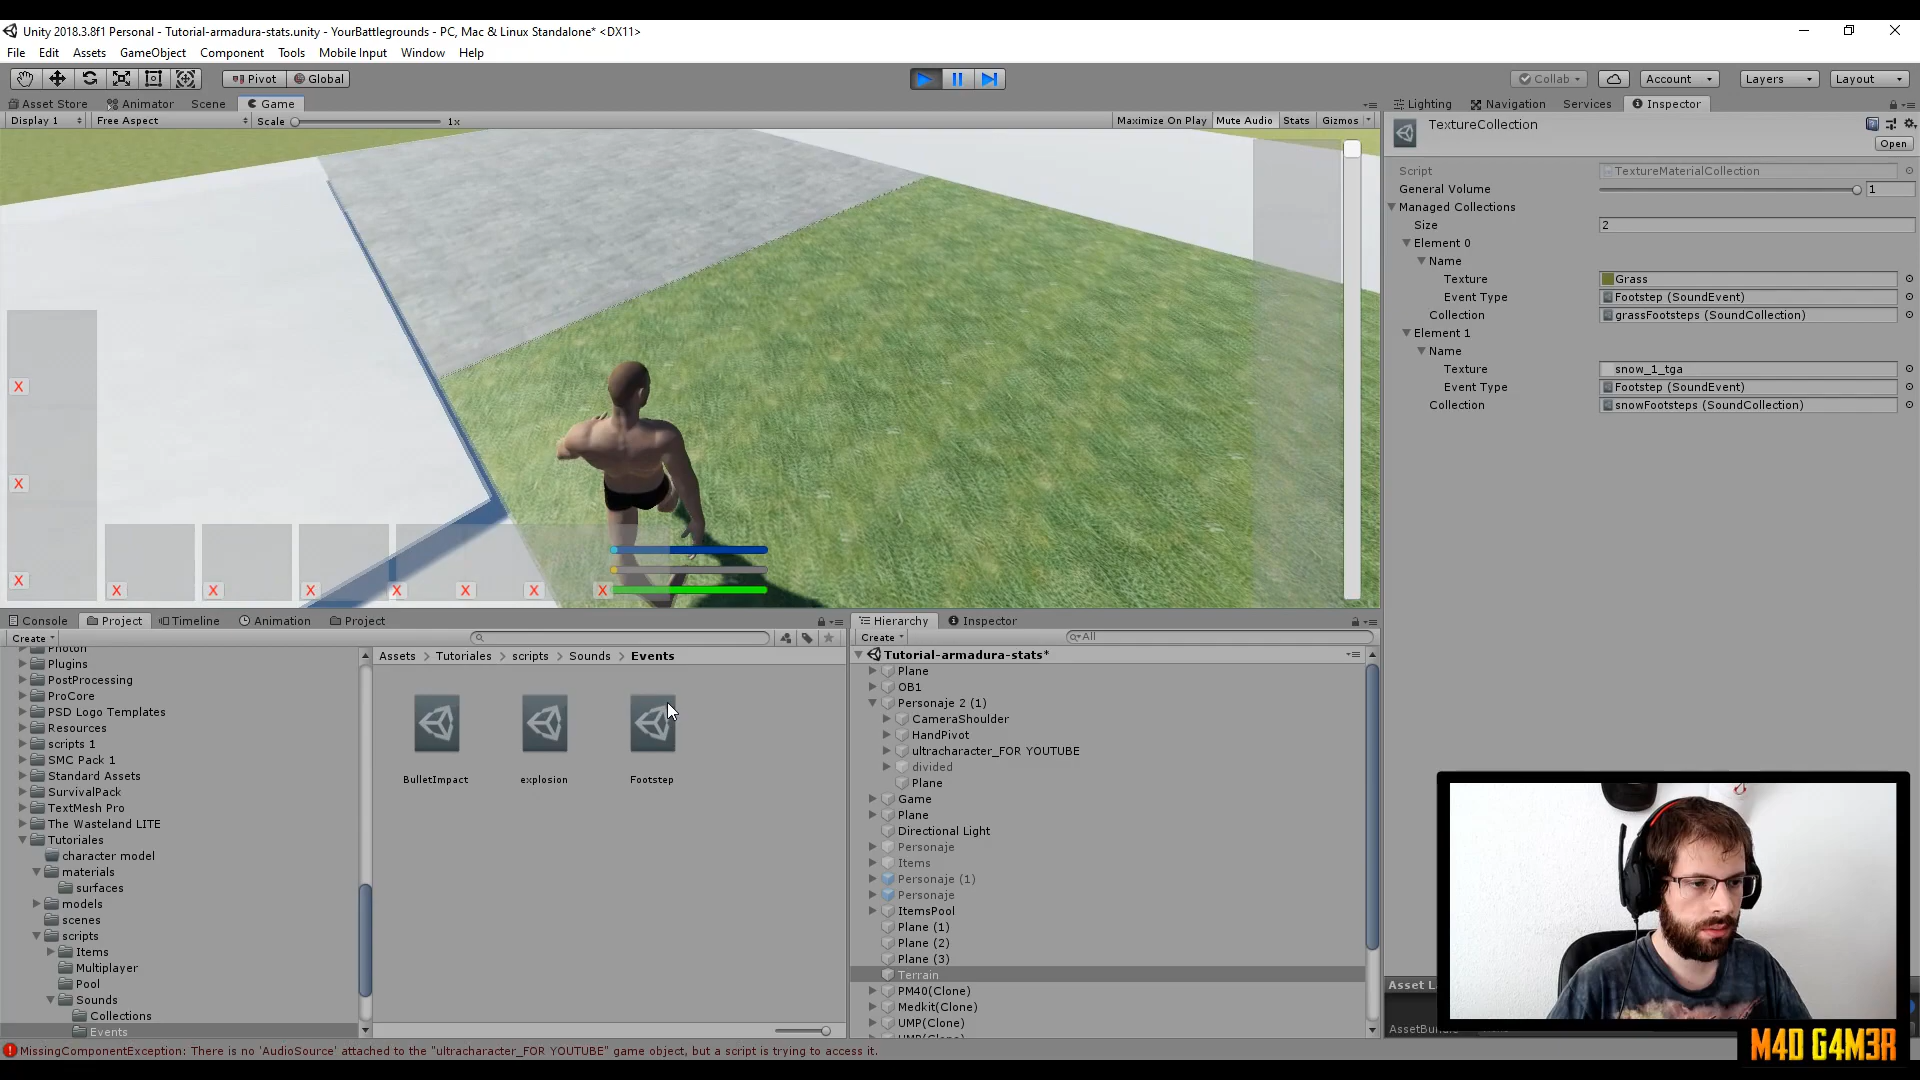 Unity 2018.3.8f1 Personal - Tutorial-armadura-stats.unity - YourBattlegrounds - PC, Mac & Linux Standalone* <DX11>
File Edit Assets GameObject Component Tools Mobile Input Window Help
Pivot Global Collab Account Layers Layout
Asset Store Animator Scene Game
Display 1 Free Aspect Scale 1x Maximize On Play Mute Audio Stats Gizmos
Lighting Navigation Services Inspector
TextureCollection
Open
Script TextureMaterialCollection
General Volume 1
Managed Collections
Size 2
Element 0
Name
Texture Grass
Event Type Footstep (SoundEvent)
Collection grassFootsteps (SoundCollection)
Element 1
Name
Texture snow_1_tga
Event Type Footstep (SoundEvent)
Collection snowFootsteps (SoundCollection)
X
X
X
X X X X X X X
Console Project Timeline Animation Project
Create
Photon
Plugins
PostProcessing
ProCore
PSD Logo Templates
Resources
scripts 1
SMC Pack 1
Standard Assets
SurvivalPack
TextMesh Pro
The Wasteland LITE
Tutoriales
character model
materials
surfaces
models
scenes
scripts
Items
Multiplayer
Pool
Sounds
Collections
Events
Assets > Tutoriales > scripts > Sounds > Events
BulletImpact explosion Footstep
Hierarchy Inspector
Create All
Tutorial-armadura-stats*
Plane
OB1
Personaje 2 (1)
CameraShoulder
HandPivot
ultracharacter_FOR YOUTUBE
divided
Plane
Game
Plane
Directional Light
Personaje
Items
Personaje (1)
Personaje
ItemsPool
Plane (1)
Plane (2)
Plane (3)
Terrain
PM40(Clone)
Medkit(Clone)
UMP(Clone)
UMP(Clone)
Asset L
AssetBund
M4D G4M3R
MissingComponentException: There is no 'AudioSource' attached to the "ultracharacter_FOR YOUTUBE" game object, but a script is trying to access it.